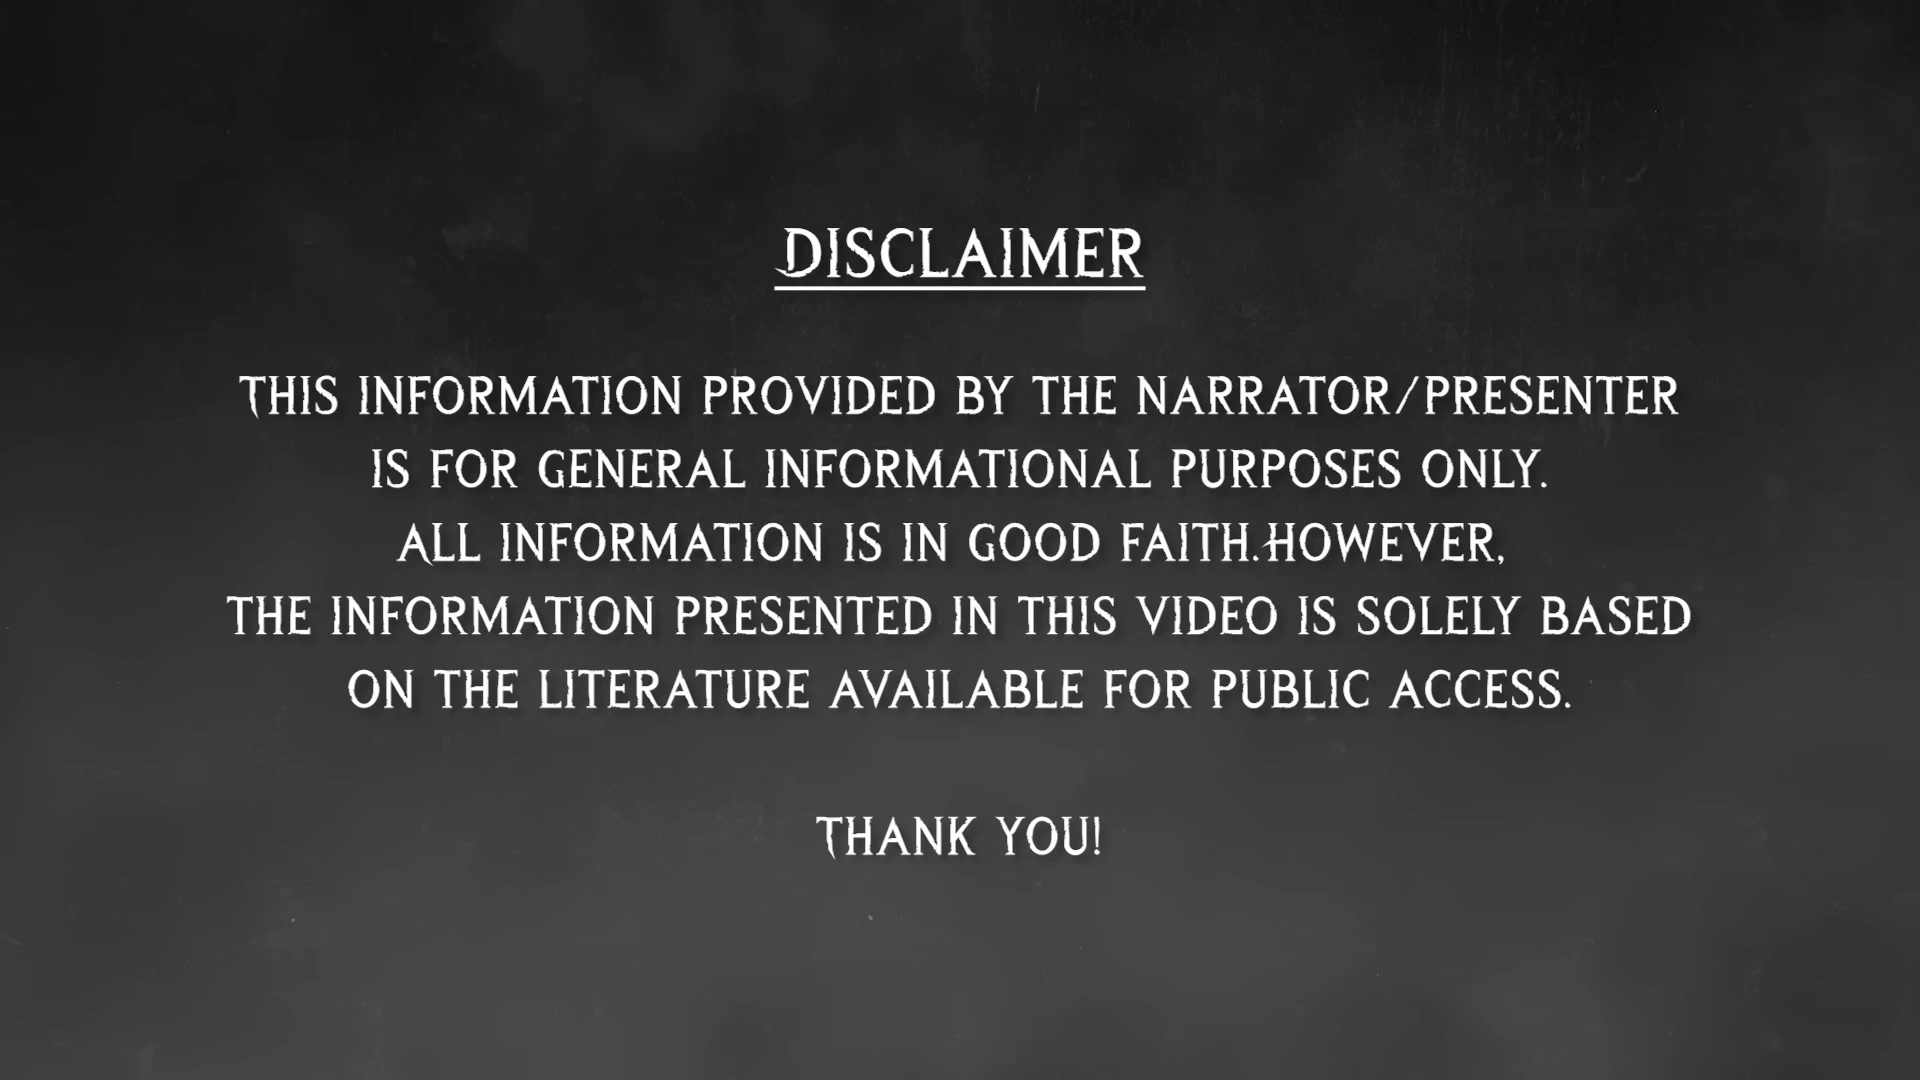 DISCLAIMER
THIS INFORMATION PROVIDED BY THE NARRATOR/PRESENTER
IS FOR GENERAL INFORMATIONAL PURPOSES ONLY.
ALL INFORMATION IS IN GOOD FAITH.HOWEVER,
THE INFORMATION PRESENTED IN THIS VIDEO IS SOLELY BASED
ON THE LITERATURE AVAILABLE FOR PUBLIC ACCESS.
THANK YOU!